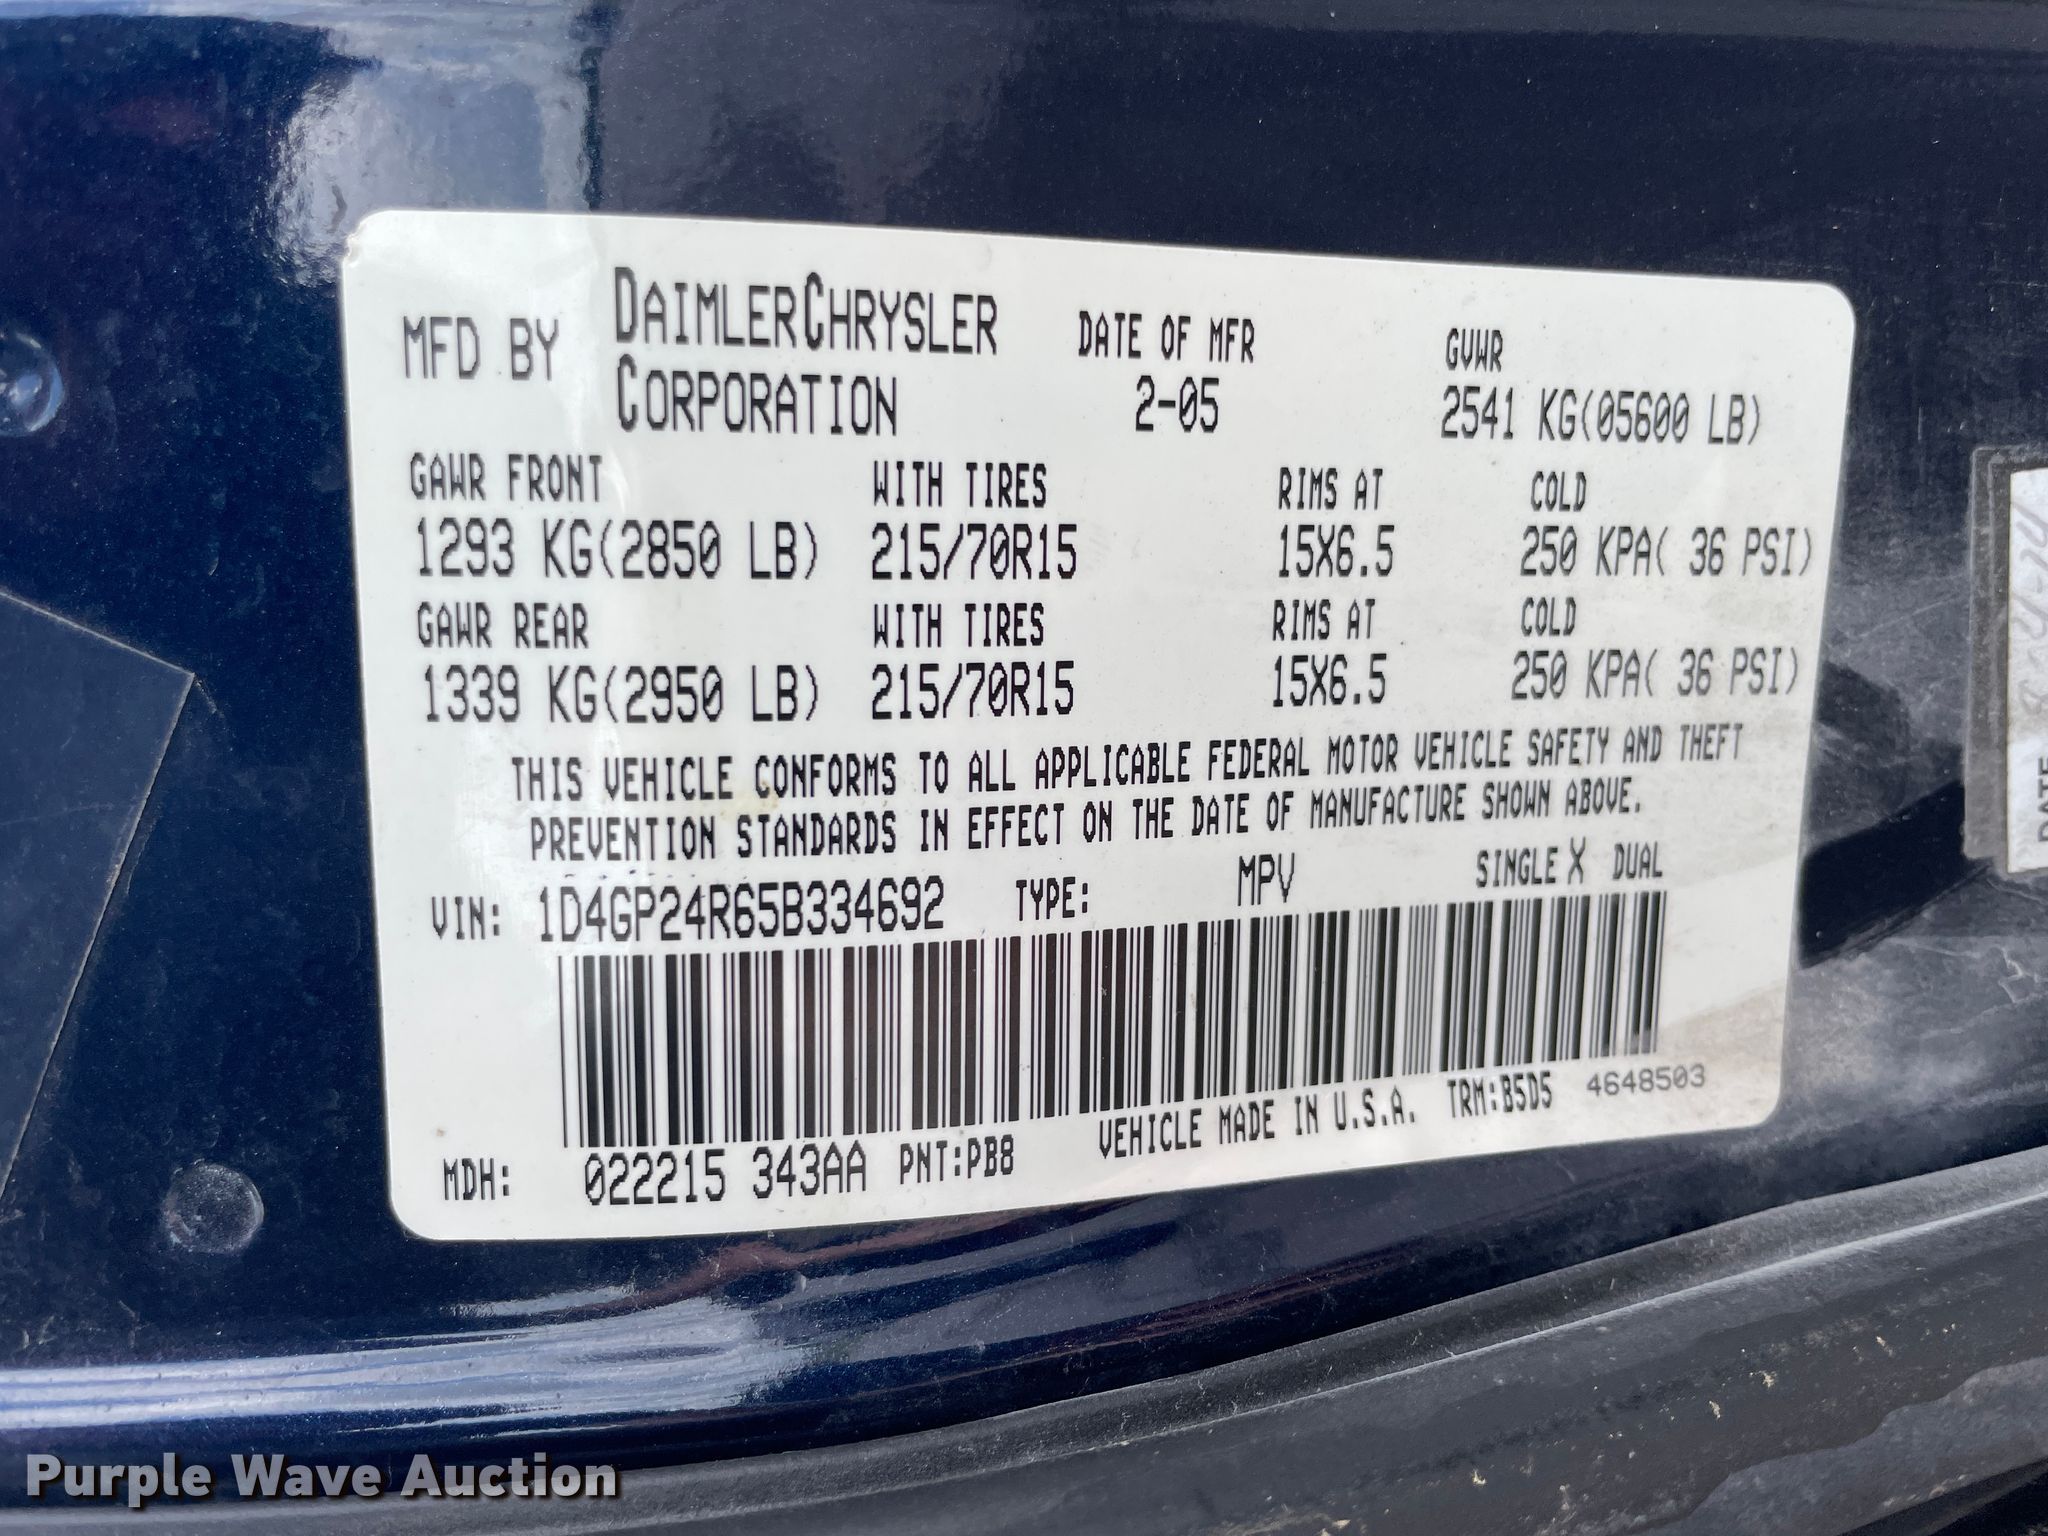 MFD BY DAIMLERCHRYSLER CORPORATION
DATE OF MFR
2-05
GVWR
2541 KG(05600 LB)
GAWR FRONT WITH TIRES RIMS AT COLD
1293 KG(2850 LB) 215/70R15 15X6.5 250 KPA( 36 PSI)
GAWR REAR WITH TIRES RIMS AT COLD
1339 KG(2950 LB) 215/70R15 15X6.5 250 KPA( 36 PSI)
THIS VEHICLE CONFORMS TO ALL APPLICABLE FEDERAL MOTOR VEHICLE SAFETY AND THEFT
PREVENTION STANDARDS IN EFFECT ON THE DATE OF MANUFACTURE SHOWN ABOVE.
VIN: 1D4GP24R65B334692 TYPE: MPV SINGLE X DUAL
MDH: 022215 343AA PNT:PB8 VEHICLE MADE IN U.S.A. TRM:B5D5 4648503
DATE
Purple Wave Auction